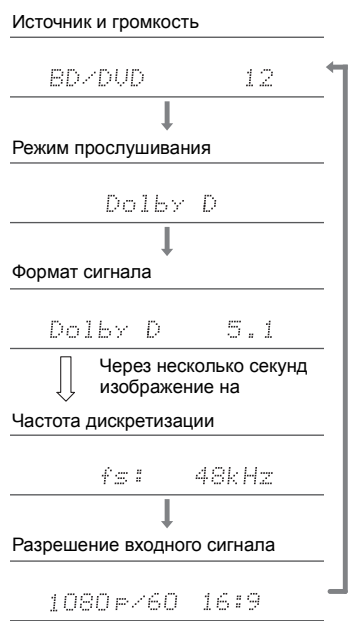 Источник и громкость
BD/DVD 12
Режим прослушивания
Dolby D
Формат сигнала
Dolby D 5.1
Через несколько секунд
изображение на
Частота дискретизации
fs: 48kHz
Разрешение входного сигнала
1080p/60 16:9